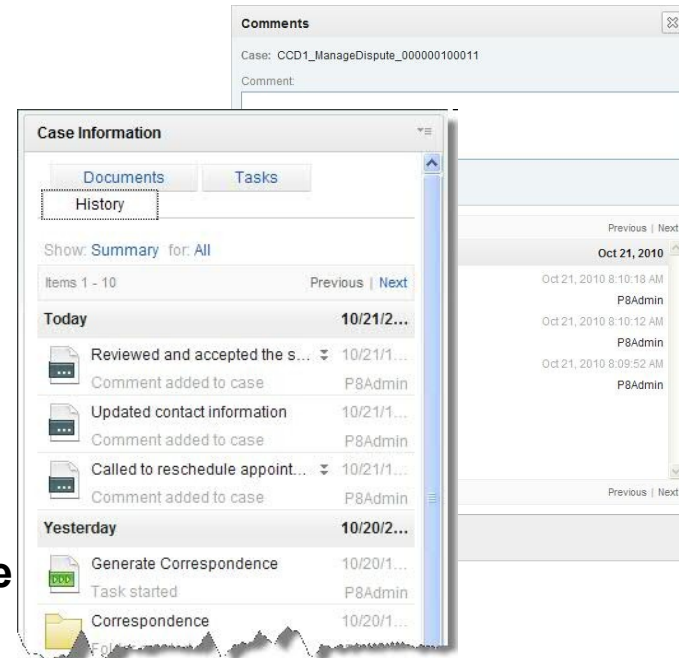 Comments
Case: CCD1_ManageDispute_000000100011
Comment:
Case Information
Documents Tasks
History
Show: Summary for: All
Items 1 - 10 Previous | Next
Today 10/21/2...
Reviewed and accepted the s... 10/21/1...
Comment added to case P8Admin
Updated contact information 10/21/1...
Comment added to case P8Admin
Called to reschedule appoint... 10/21/1...
Comment added to case P8Admin
Yesterday 10/20/2...
Generate Correspondence 10/20/1...
Task started P8Admin
Correspondence 10/20/1...
Previous | Next
Oct 21, 2010
Oct 21, 2010 8:10:18 AM
P8Admin
Oct 21, 2010 8:10:12 AM
P8Admin
Oct 21, 2010 8:09:52 AM
P8Admin
Previous | Next
e